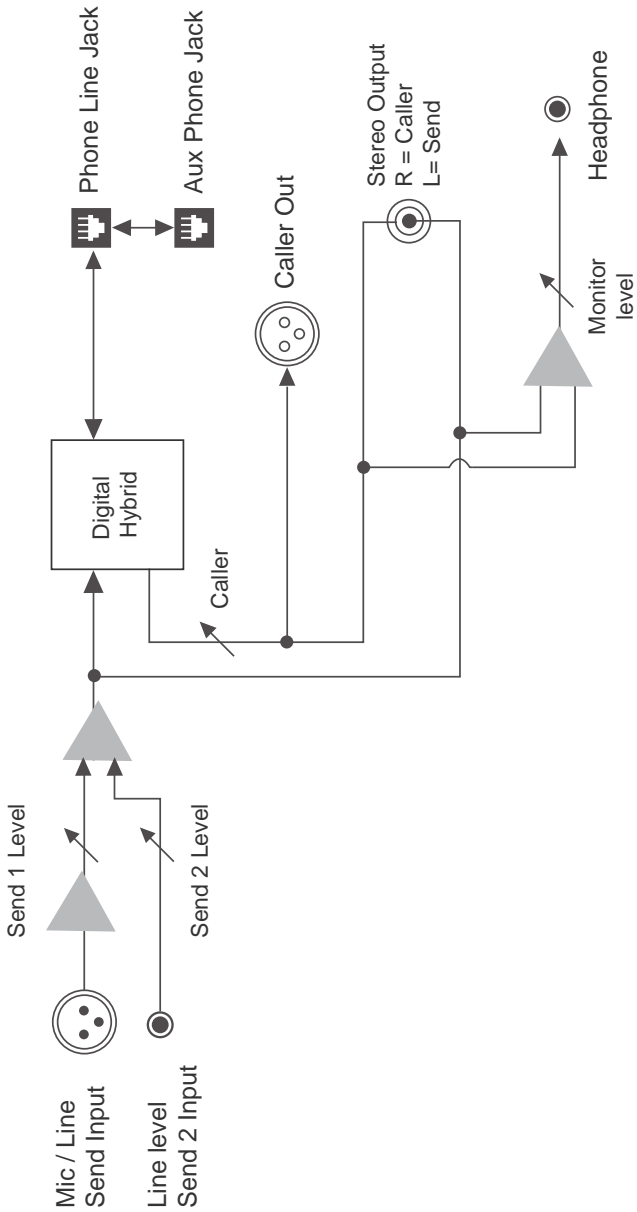 Mic / Line
Send Input
Line level
Send 2 Input
Send 1 Level
Send 2 Level
Digital
Hybrid
Caller
Phone Line Jack
Aux Phone Jack
Caller Out
Stereo Output
R = Caller
L= Send
Monitor
level
Headphone